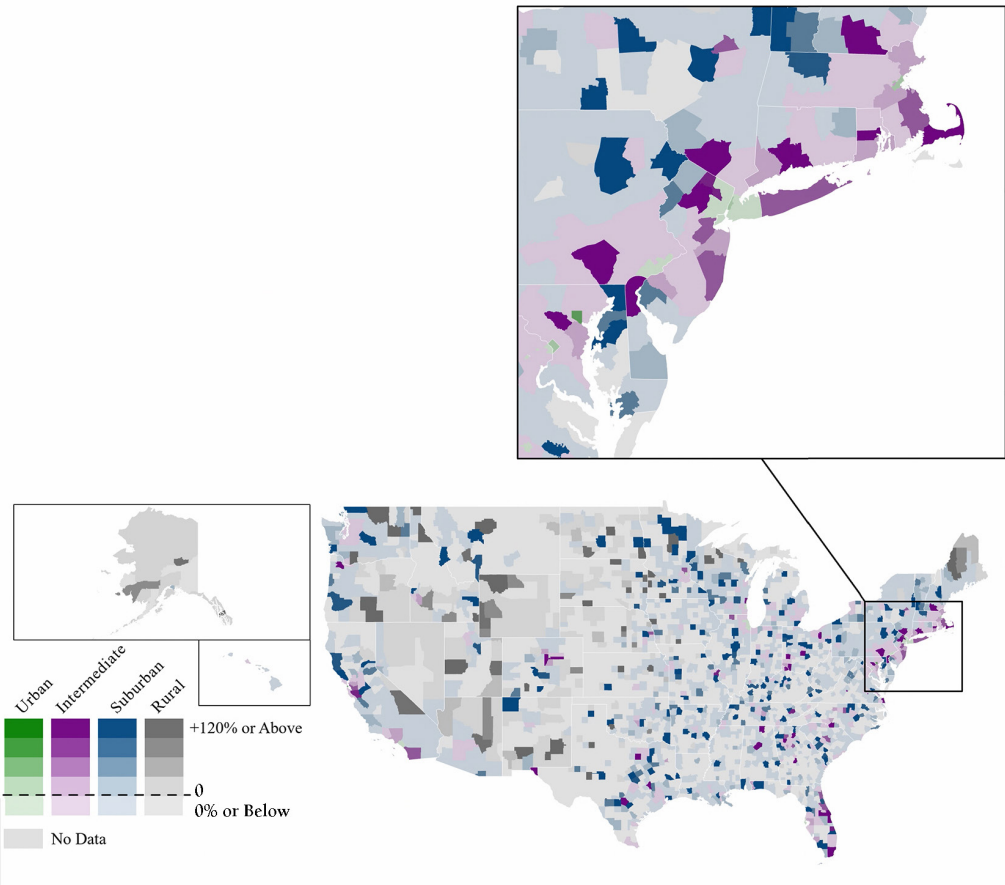 Urban
Intermediate
Suburban
Rural
+120% or Above
0
0% or Below
No Data